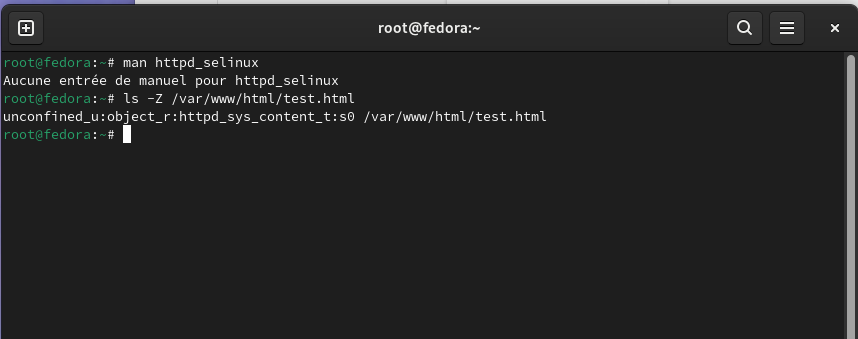 root@fedora:~
root@fedora:~# man httpd_selinux
Aucune entrée de manuel pour httpd_selinux
root@fedora:~# ls -Z /var/www/html/test.html
unconfined_u:object_r:httpd_sys_content_t:s0 /var/www/html/test.html
root@fedora:~#